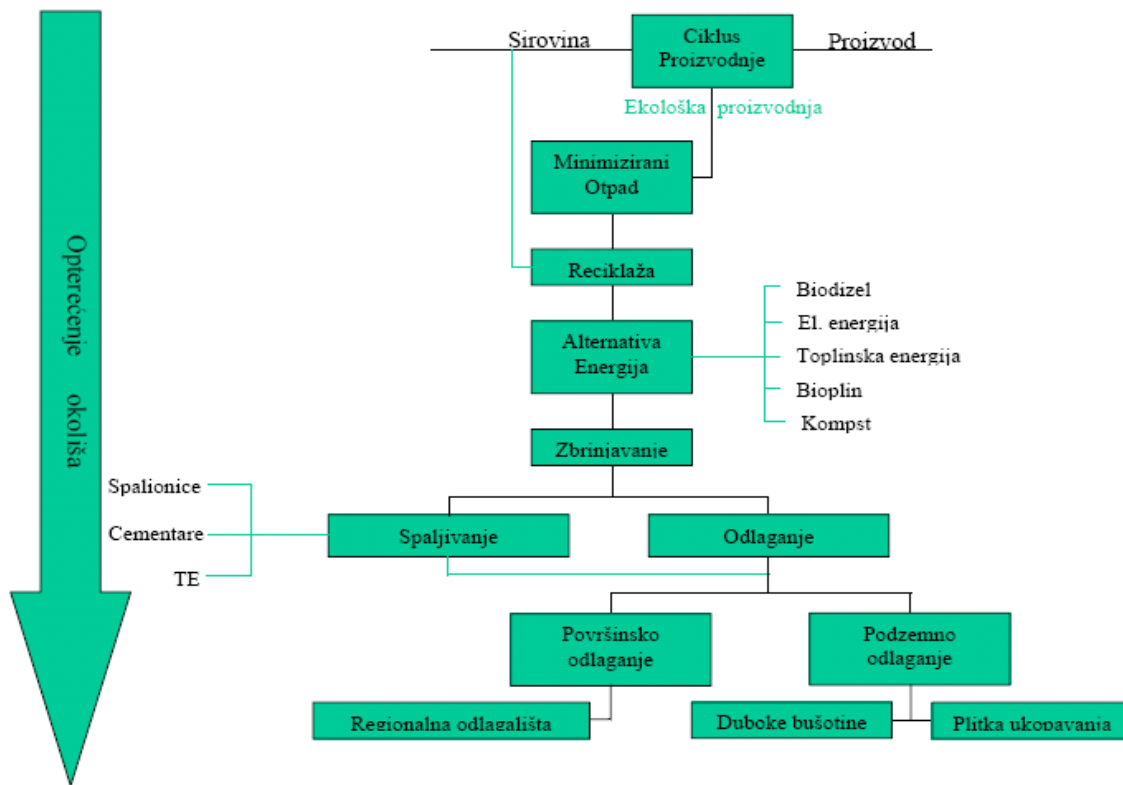 Sirovina
Ciklus
Proizvodnje
Proizvod
Ekološka proizvodnja
Minimizirani
Otpad
Reciklaža
Alternativa
Energija
Biodizel
El. energija
Toplinska energija
Bioplin
Kompst
Zbrinjavanje
Opterećenje okoliša
Spalionice
Cementare
TE
Spaljivanje
Odlaganje
Površinsko
odlaganje
Podzemno
odlaganje
Regionalna odlagališta
Duboke bušotine
Plitka ukopavanja